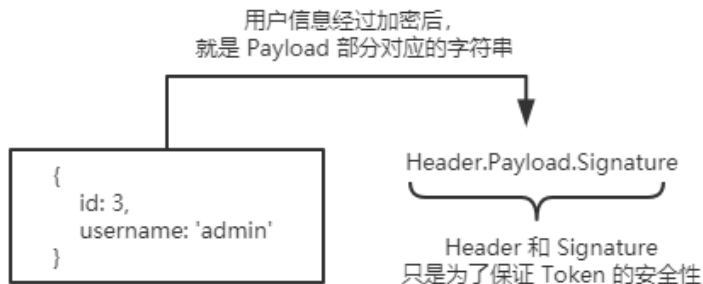 用户信息经过加密后，
就是 Payload 部分对应的字符串
{
id: 3,
username: 'admin'
}
Header.Payload.Signature
Header 和 Signature
只是为了保证 Token 的安全性